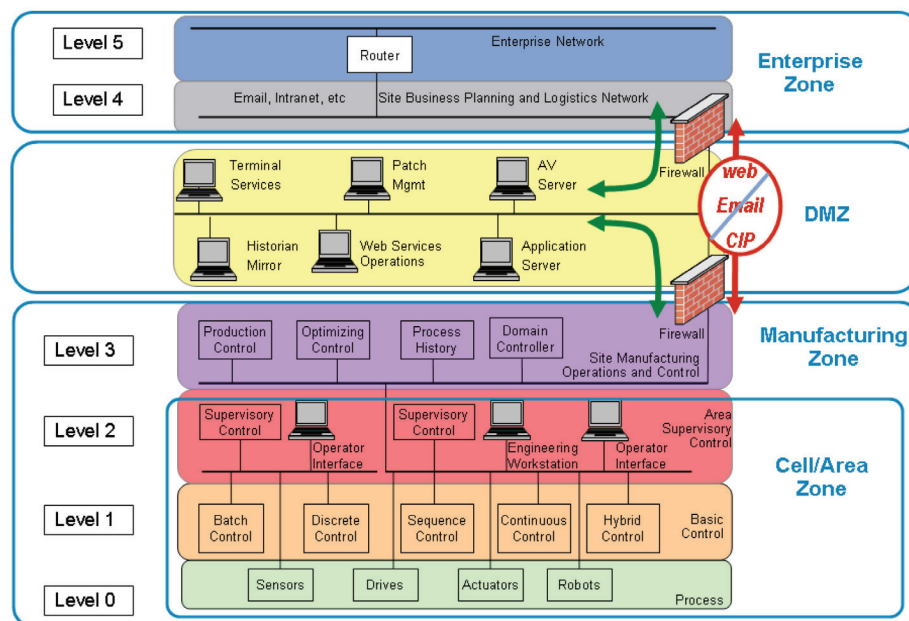 Level 5
Enterprise Network
Router
Enterprise
Zone
Level 4
Email, Intranet, etc
Site Business Planning and Logistics Network
Terminal
Services
Patch
Mgmt
AV
Server
Firewall
web
Email
CIP
DMZ
Historian
Mirror
Web Services
Operations
Application
Server
Firewall
Manufacturing
Zone
Level 3
Production
Control
Optimizing
Control
Process
History
Domain
Controller
Site Manufacturing
Operations and Control
Level 2
Supervisory
Control
Operator
Interface
Supervisory
Control
Engineering
Workstation
Operator
Interface
Area
Supervisory
Control
Cell/Area
Zone
Level 1
Batch
Control
Discrete
Control
Sequence
Control
Continuous
Control
Hybrid
Control
Basic
Control
Level 0
Sensors
Drives
Actuators
Robots
Process